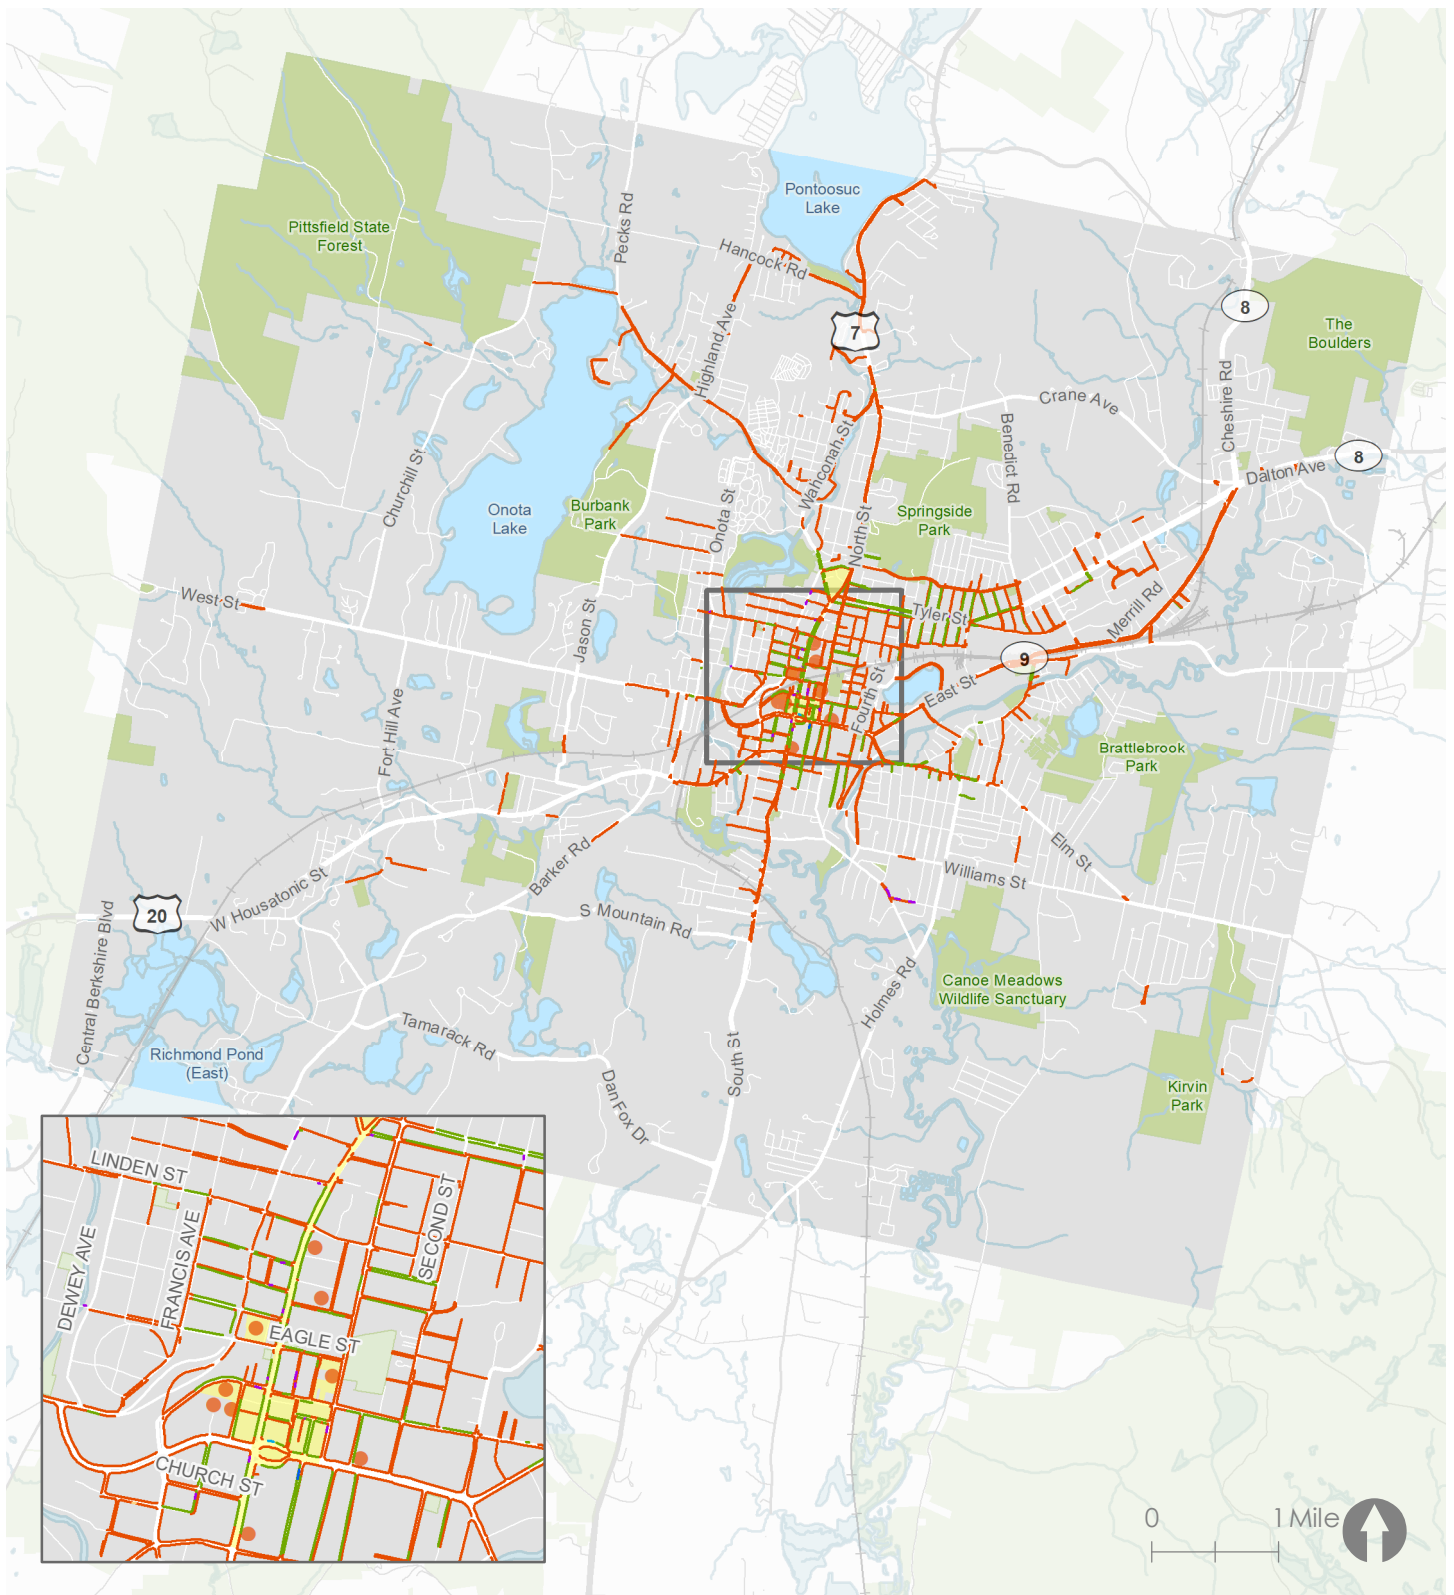 Pontoosuc
Lake
Pittsfield State
Forest
Pecks Rd
Hancock Rd
8
7
The
Boulders
Highland Ave
Cheshire Rd
Crane Ave
Benedict Rd
Wahconah St
8
Dalton Ave
Churchill St
Onota
Lake
Burbank
Park
Onota St
North St
Springside
Park
West St
Jason St
Tyler St
Merrill Rd
9
East St
Fourth St
Fort Hill Ave
Brattlebrook
Park
Elm St
Barker Rd
Williams St
W Housatonic St
20
S Mountain Rd
Central Berkshire Blvd
Canoe Meadows
Wildlife Sanctuary
Holmes Rd
Tamarack Rd
Richmond Pond
(East)
South St
Dan Fox Dr
Kirvin
Park
LINDEN ST
SECOND ST
FRANCIS AVE
DEWEY AVE
EAGLE ST
CHURCH ST
0 1 Mile